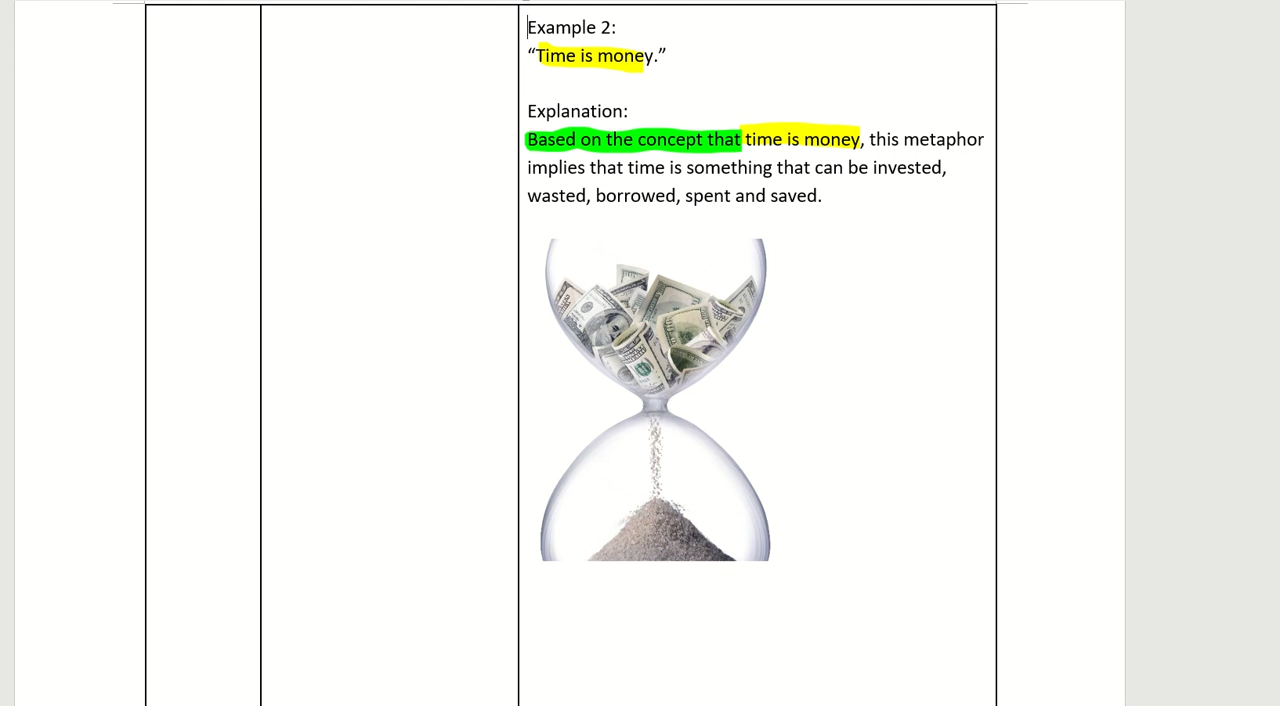 Example 2:
“Time is money.”
Explanation:
Based on the concept that time is money, this metaphor
implies that time is something that can be invested,
wasted, borrowed, spent and saved.